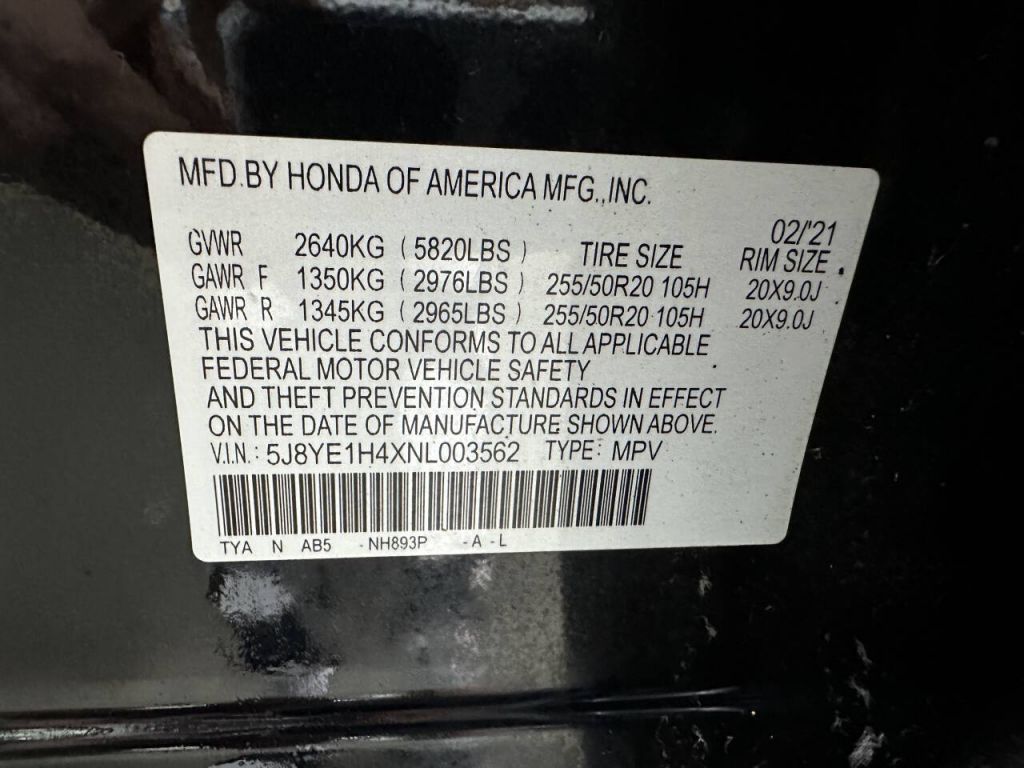 MFD.BY HONDA OF AMERICA MFG.,INC.
02/'21
GVWR 2640KG ( 5820LBS ) TIRE SIZE RIM SIZE
GAWR F 1350KG ( 2976LBS ) 255/50R20 105H 20X9.0J
GAWR R 1345KG ( 2965LBS ) 255/50R20 105H 20X9.0J
THIS VEHICLE CONFORMS TO ALL APPLICABLE
FEDERAL MOTOR VEHICLE SAFETY
AND THEFT PREVENTION STANDARDS IN EFFECT
ON THE DATE OF MANUFACTURE SHOWN ABOVE.
V.I.N.: 5J8YE1H4XNL003562 TYPE: MPV
TYA N AB5 - NH893P - A - L